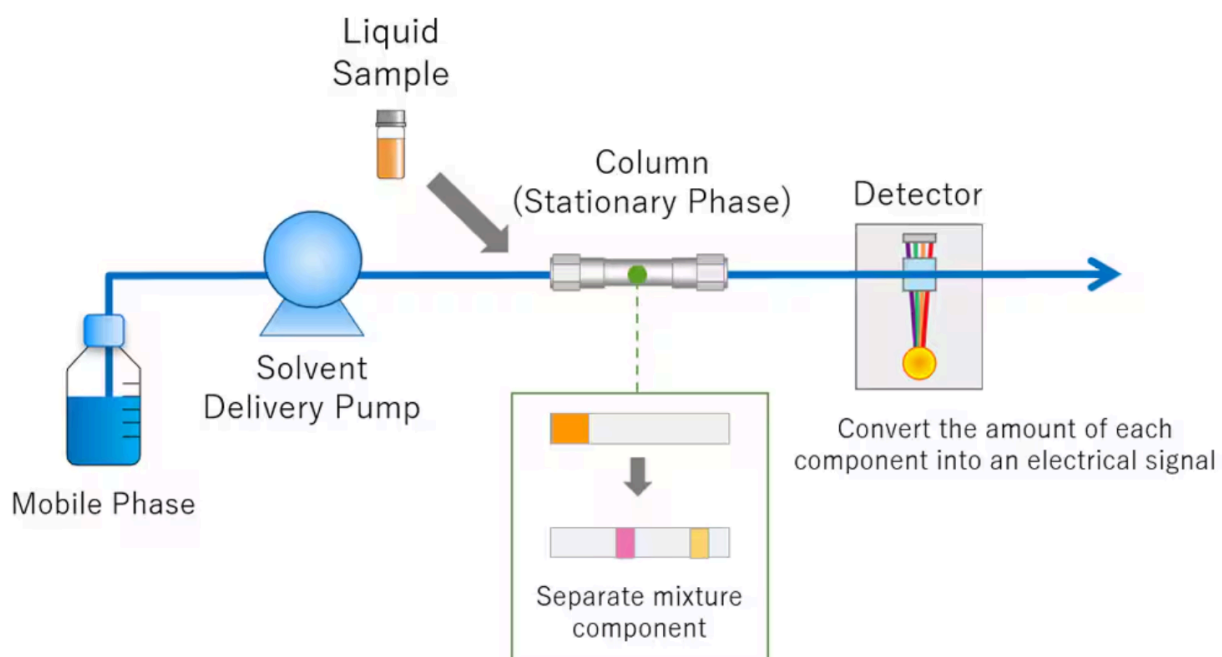 Liquid
Sample
Column
(Stationary Phase)
Detector
Solvent
Delivery Pump
Mobile Phase
Convert the amount of each
component into an electrical signal
Separate mixture
component